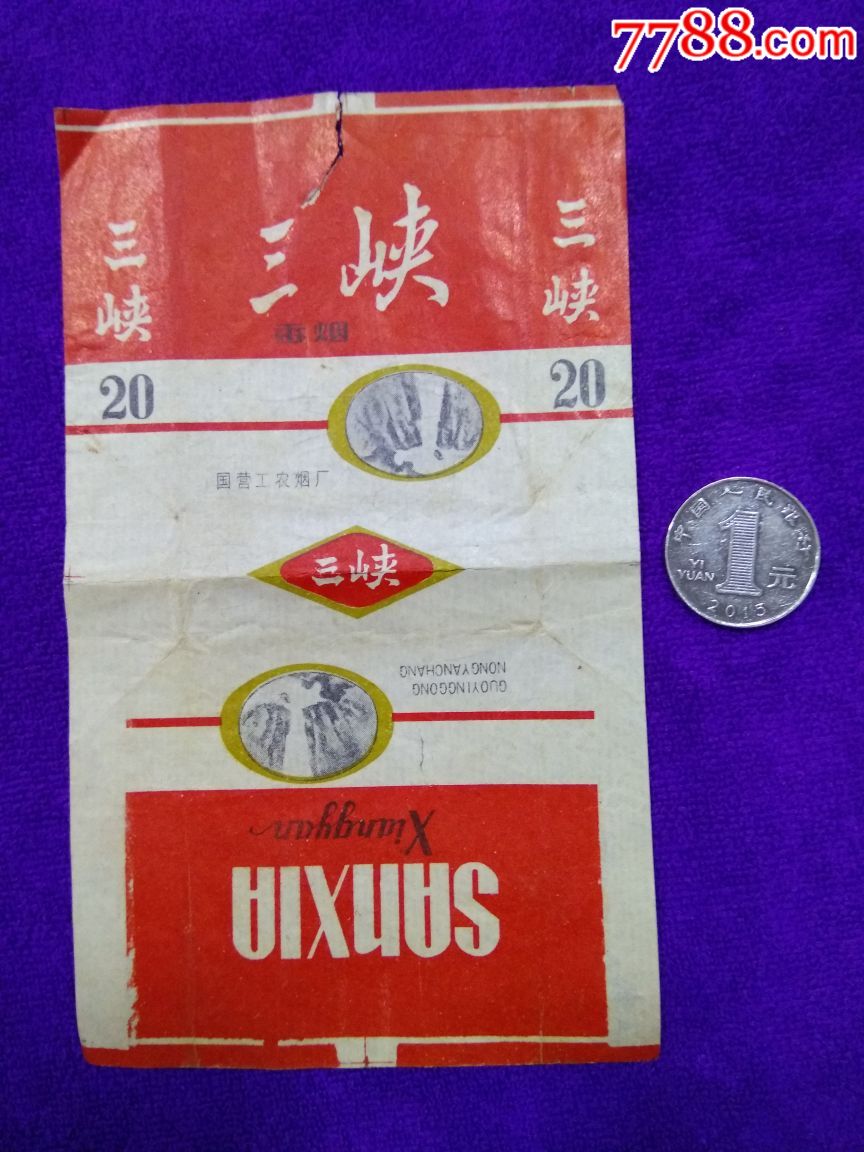 7788.com
三峡
三峡
三峡
香烟
20
20
国营工农烟厂
三峡
GUOYINGGONG
NONGYANCHANG
Xiangyan
SANXIA
中国人民银行
1
YI
YUAN
元
2015